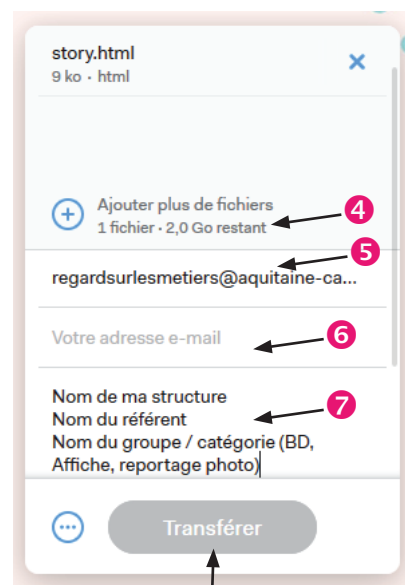 story.html
9 ko · html
Ajouter plus de fichiers
1 fichier · 2,0 Go restant
4
5
regardsurlesmetiers@aquitaine-ca...
Votre adresse e-mail
6
Nom de ma structure
7
Nom du référent
Nom du groupe / catégorie (BD,
Affiche, reportage photo)
Transférer